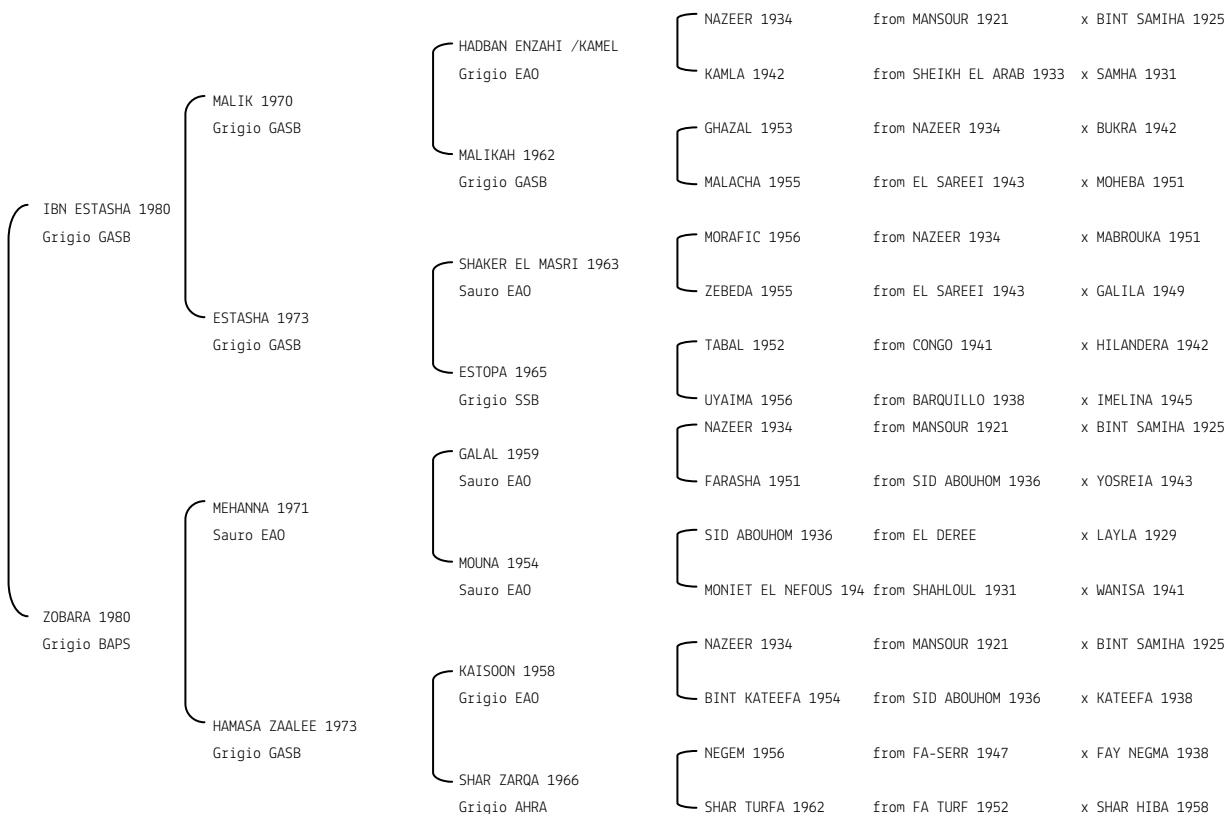 NAZEER 1934 from MANSOUR 1921 x BINT SAMIHA 1925
HADBAN ENZAHI /KAMEL
Grigio EAO
KAMLA 1942 from SHEIKH EL ARAB 1933 x SAMHA 1931
MALIK 1970
Grigio GASB
GHAZAL 1953 from NAZEER 1934 x BUKRA 1942
MALIKAH 1962
Grigio GASB
MALACHA 1955 from EL SAREEI 1943 x MOHEBA 1951
IBN ESTASHA 1980
Grigio GASB
MORAFIC 1956 from NAZEER 1934 x MABROUKA 1951
SHAKER EL MASRI 1963
Sauro EAO
ZEBEDA 1955 from EL SAREEI 1943 x GALILA 1949
ESTASHA 1973
Grigio GASB
TABAL 1952 from CONGO 1941 x HILANDERA 1942
ESTOPA 1965
Grigio SSB
UYAIMA 1956 from BARQUILLO 1938 x IMELINA 1945
NAZEER 1934 from MANSOUR 1921 x BINT SAMIHA 1925
GALAL 1959
Sauro EAO
FARASHA 1951 from SID ABOUHOM 1936 x YOSREIA 1943
MEHANNA 1971
Sauro EAO
SID ABOUHOM 1936 from EL DEREE x LAYLA 1929
MOUNA 1954
Sauro EAO
MONIET EL NEFOUS 194 from SHAHLOUL 1931 x WANISA 1941
ZOBARA 1980
Grigio BAPS
NAZEER 1934 from MANSOUR 1921 x BINT SAMIHA 1925
KAISOON 1958
Grigio EAO
BINT KATEEFA 1954 from SID ABOUHOM 1936 x KATEEFA 1938
HAMASA ZAALEE 1973
Grigio GASB
NEGEM 1956 from FA-SERR 1947 x FAY NEGMA 1938
SHAR ZARQA 1966
Grigio AHRA
SHAR TURFA 1962 from FA TURF 1952 x SHAR HIBA 1958